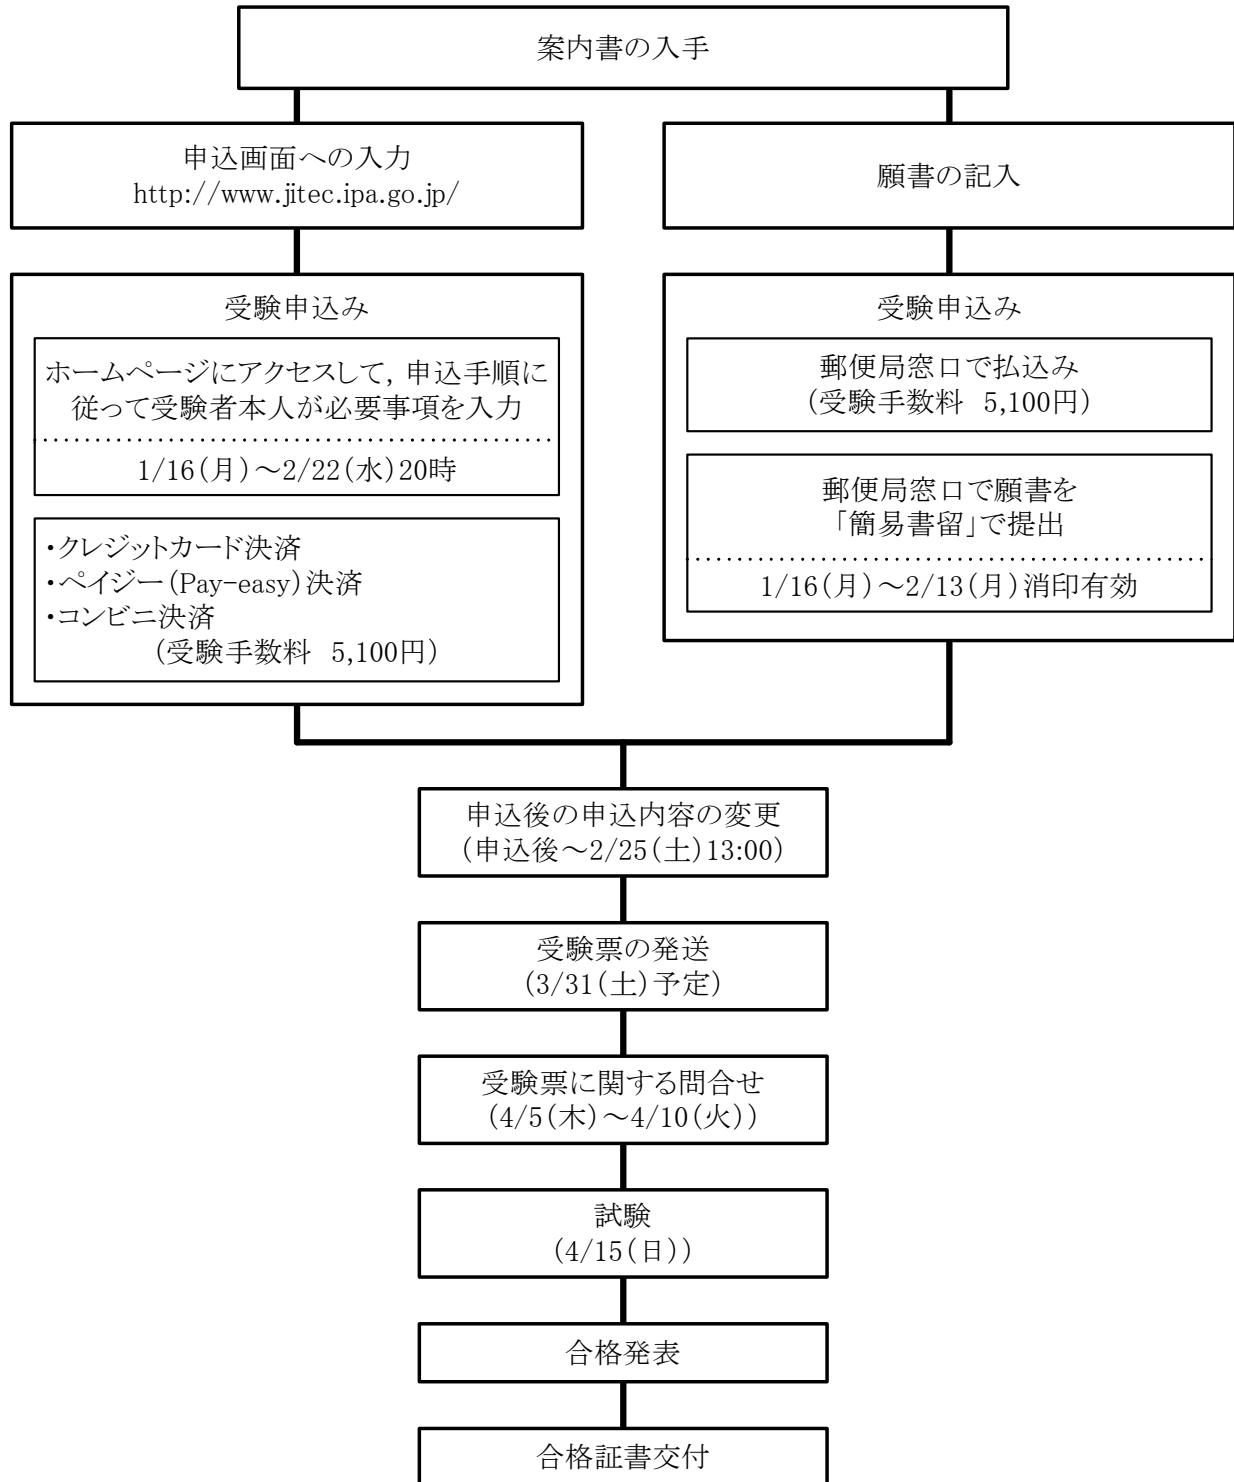 案内書の入手
申込画面への入力
http://www.jitec.ipa.go.jp/
受験申込み
ホームページにアクセスして，申込手順に
従って受験者本人が必要事項を入力
1/16（月）～2/22（水）20時
・クレジットカード決済
・ペイジー（Pay-easy）決済
・コンビニ決済
（受験手数料　5,100円）
願書の記入
受験申込み
郵便局窓口で払込み
（受験手数料　5,100円）
郵便局窓口で願書を
「簡易書留」で提出
1/16（月）～2/13（月）消印有効
申込後の申込内容の変更
（申込後～2/25（土）13:00）
受験票の発送
（3/31（土）予定）
受験票に関する問合せ
（4/5（木）～4/10（火））
試験
（4/15（日））
合格発表
合格証書交付